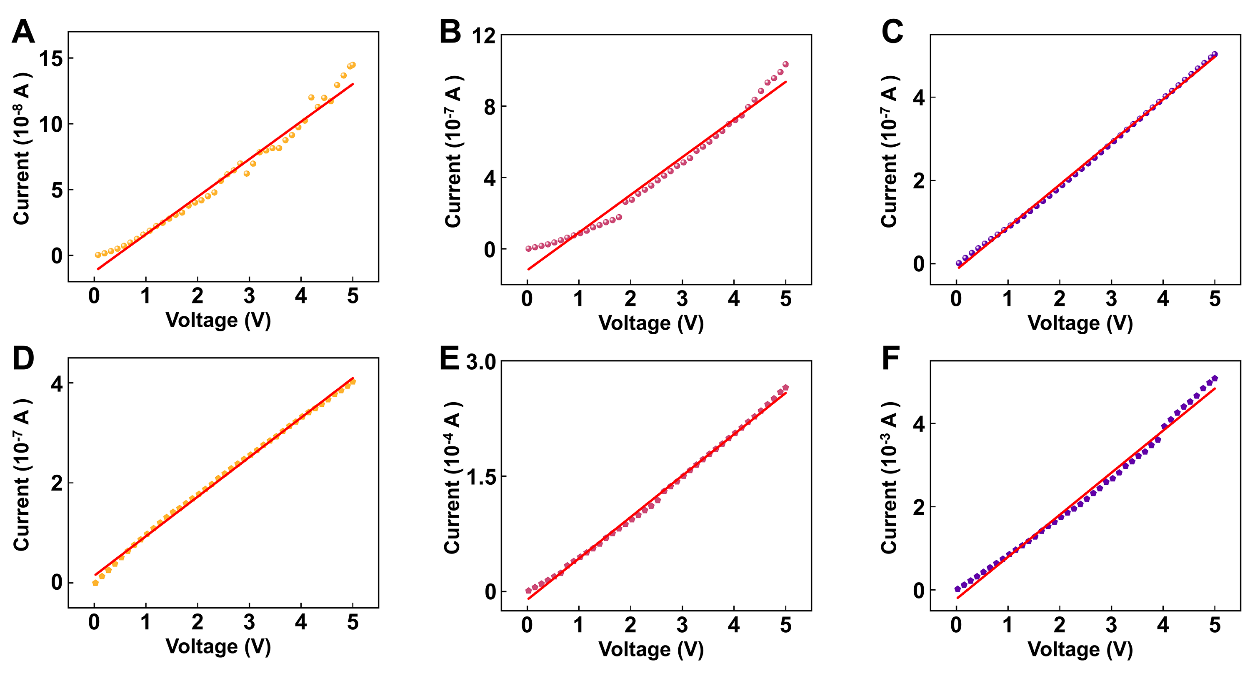 A
15
10
5
0
Current (10⁻⁸ A )
0 1 2 3 4 5
Voltage (V)
B
12
8
4
0
Current (10⁻⁷ A )
0 1 2 3 4 5
Voltage (V)
C
4
2
0
Current (10⁻⁷ A )
0 1 2 3 4 5
Voltage (V)
D
4
2
0
Current (10⁻⁷ A )
0 1 2 3 4 5
Voltage (V)
E
3.0
1.5
0
Current (10⁻⁴ A )
0 1 2 3 4 5
Voltage (V)
F
4
2
0
Current (10⁻³ A )
0 1 2 3 4 5
Voltage (V)